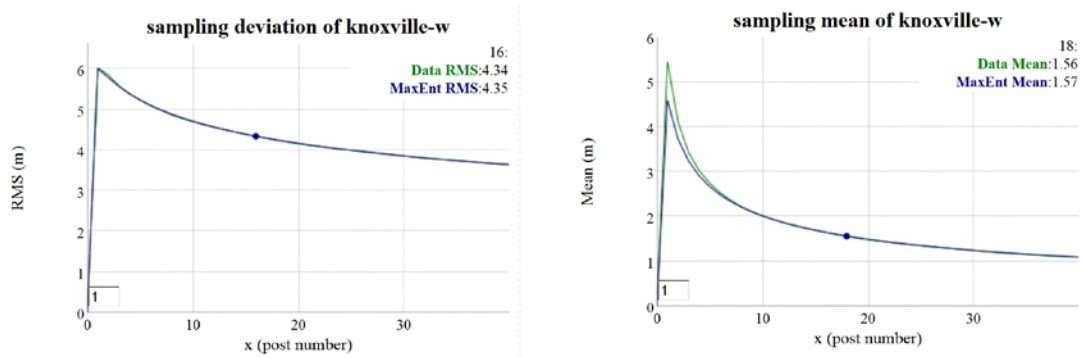 sampling deviation of knoxville-w
16:
Data RMS:4.34
MaxEnt RMS:4.35
6
5
4
3
2
1
0
RMS (m)
1
0
10
20
30
x (post number)
sampling mean of knoxville-w
18:
Data Mean:1.56
MaxEnt Mean:1.57
6
5
4
3
2
1
0
Mean (m)
1
0
10
20
30
x (post number)